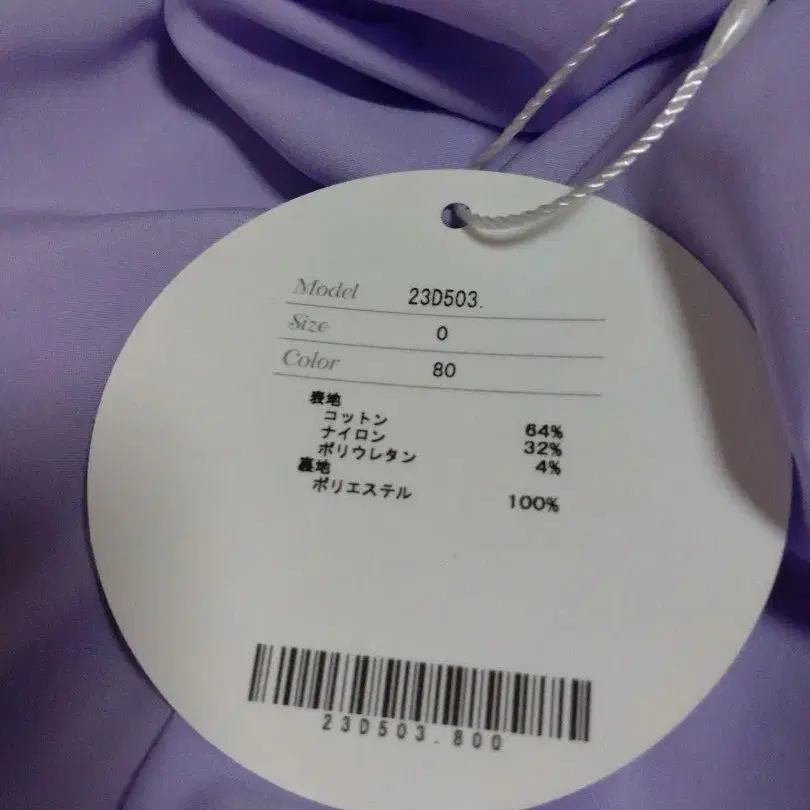 Model 23D503.
Size 0
Color 80
表地
コットン 64%
ナイロン 32%
ポリウレタン 4%
裏地
ポリエステル 100%
23D503.800